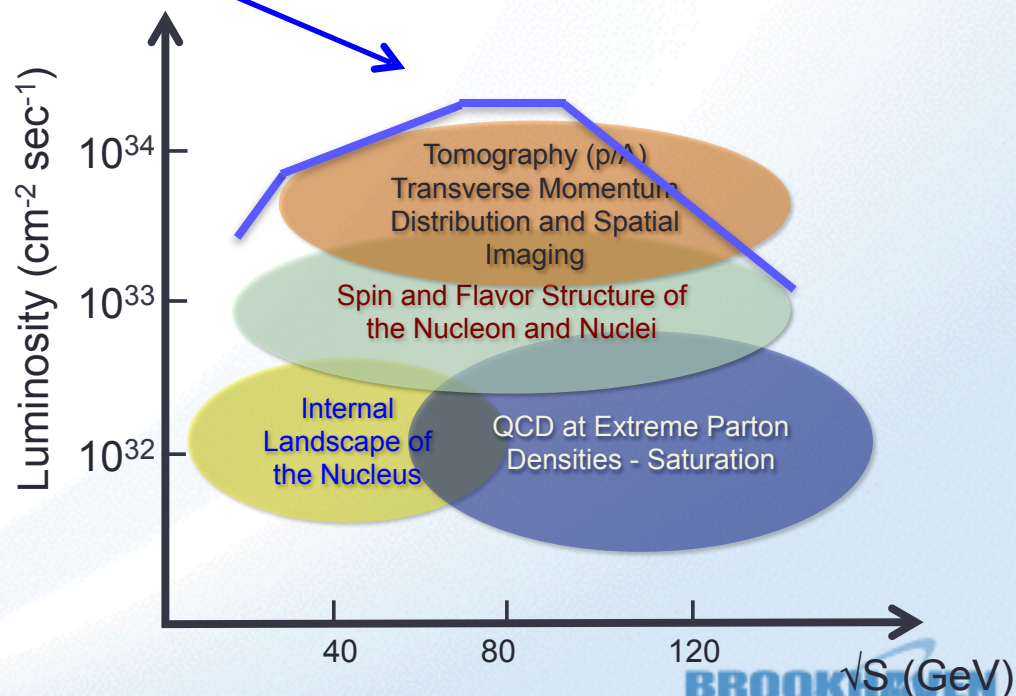 Luminosity (cm-2 sec-1)
10³⁴
10³³
10³²
Tomography (p/A)
Transverse Momentum
Distribution and Spatial
Imaging
Spin and Flavor Structure of
the Nucleon and Nuclei
Internal
Landscape of
the Nucleus
QCD at Extreme Parton
Densities - Saturation
40
80
120
√S (GeV)